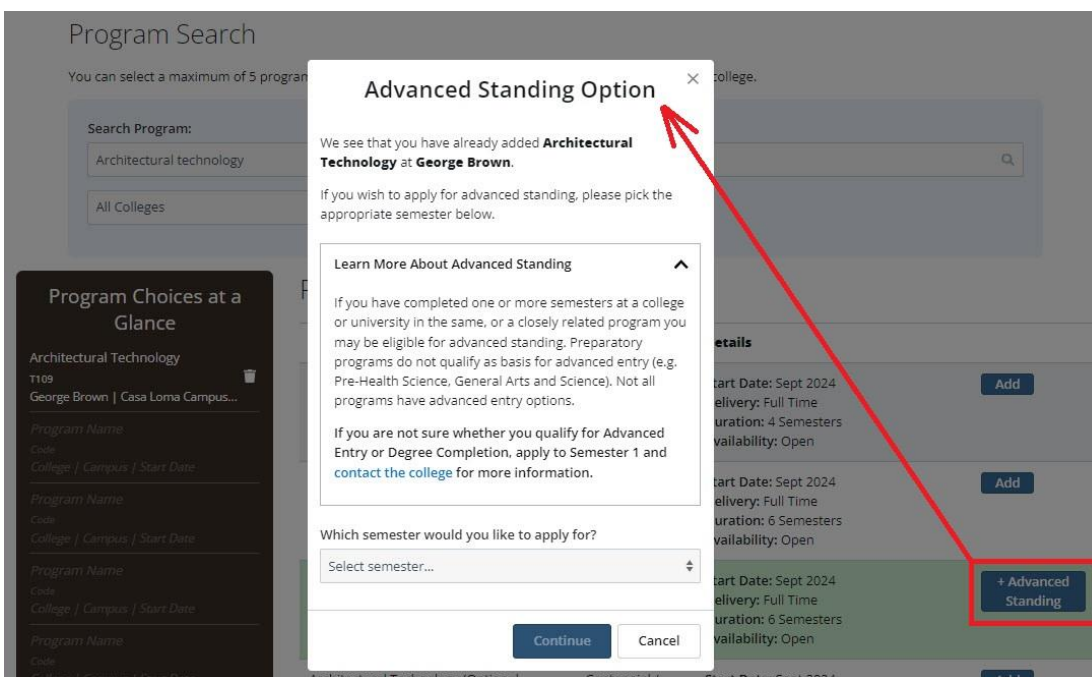 Program Search
You can select a maximum of 5 program
college.
Search Program:
Architectural technology
All Colleges
Program Choices at a
Glance
Architectural Technology
T109
George Brown | Casa Loma Campus...
Program Name
Code
College | Campus | Start Date
Program Name
Code
College | Campus | Start Date
Program Name
Code
College | Campus | Start Date
Program Name
Code
Advanced Standing Option
We see that you have already added Architectural
Technology at George Brown.
If you wish to apply for advanced standing, please pick the
appropriate semester below.
Learn More About Advanced Standing
If you have completed one or more semesters at a college
or university in the same, or a closely related program you
may be eligible for advanced standing. Preparatory
programs do not qualify as basis for advanced entry (e.g.
Pre-Health Science, General Arts and Science). Not all
programs have advanced entry options.
If you are not sure whether you qualify for Advanced
Entry or Degree Completion, apply to Semester 1 and
contact the college for more information.
Which semester would you like to apply for?
Select semester...
Continue
Cancel
etails
tart Date: Sept 2024
elivery: Full Time
uration: 4 Semesters
vailability: Open
Add
tart Date: Sept 2024
elivery: Full Time
uration: 6 Semesters
vailability: Open
Add
tart Date: Sept 2024
elivery: Full Time
uration: 6 Semesters
vailability: Open
+ Advanced
Standing